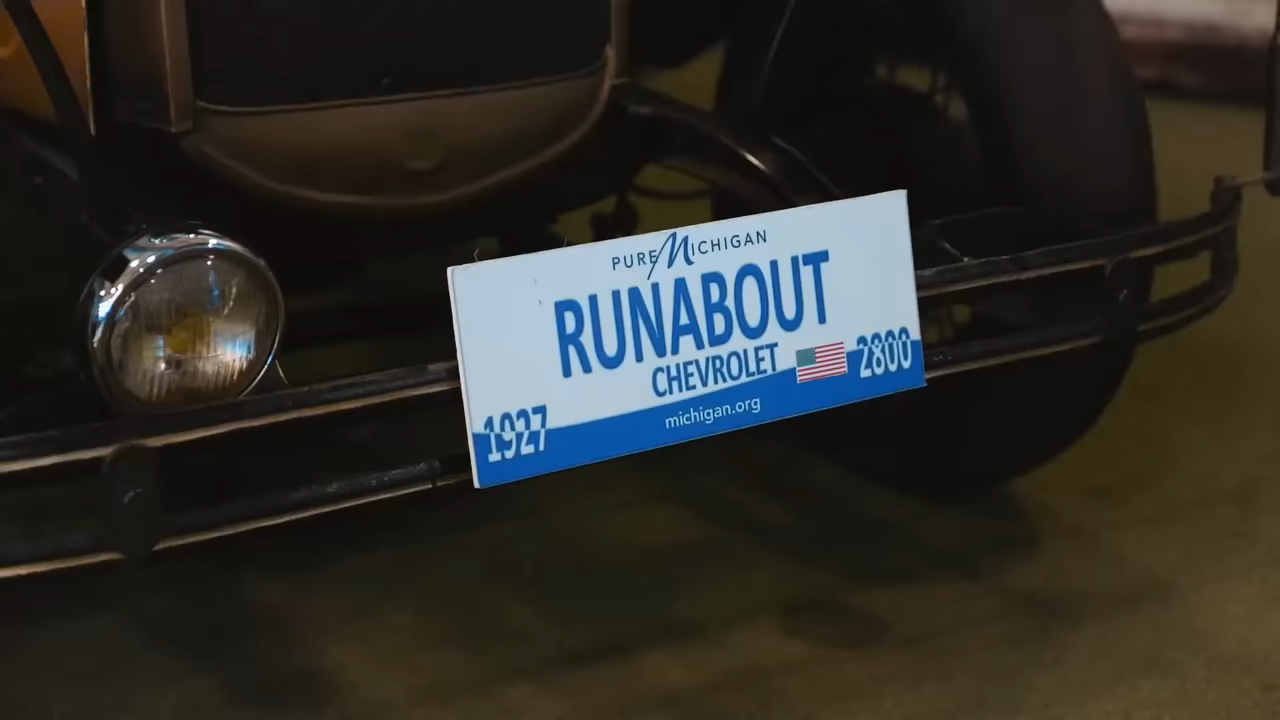 PURE MICHIGAN
RUNABOUT
CHEVROLET
2800
1927
michigan.org